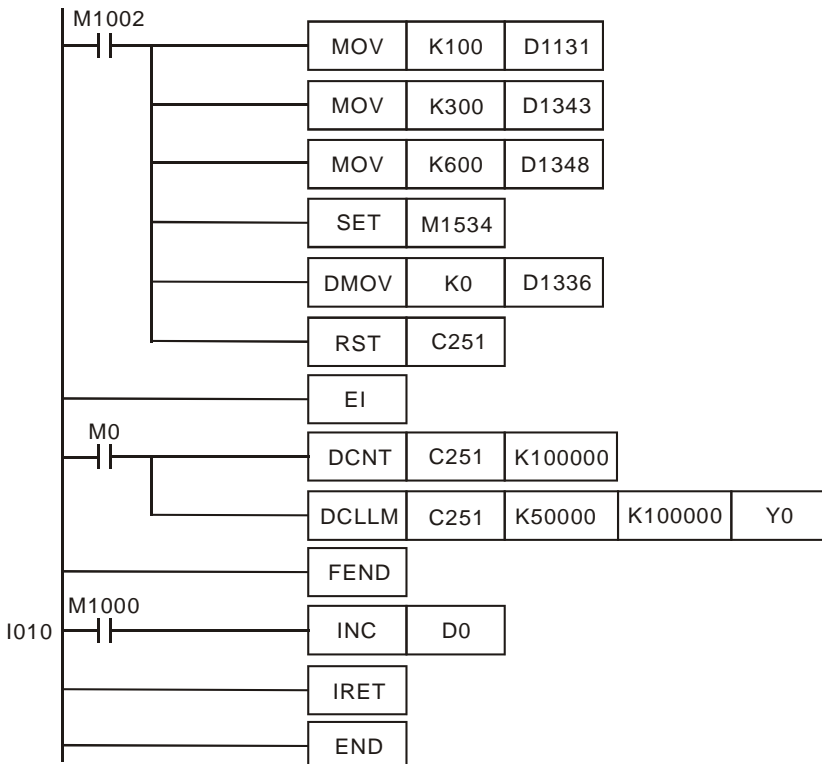 M1002
MOV K100 D1131
MOV K300 D1343
MOV K600 D1348
SET M1534
DMOV K0 D1336
RST C251
EI
M0
DCNT C251 K100000
DCLLM C251 K50000 K100000 Y0
FEND
M1000
I010 INC D0
IRET
END